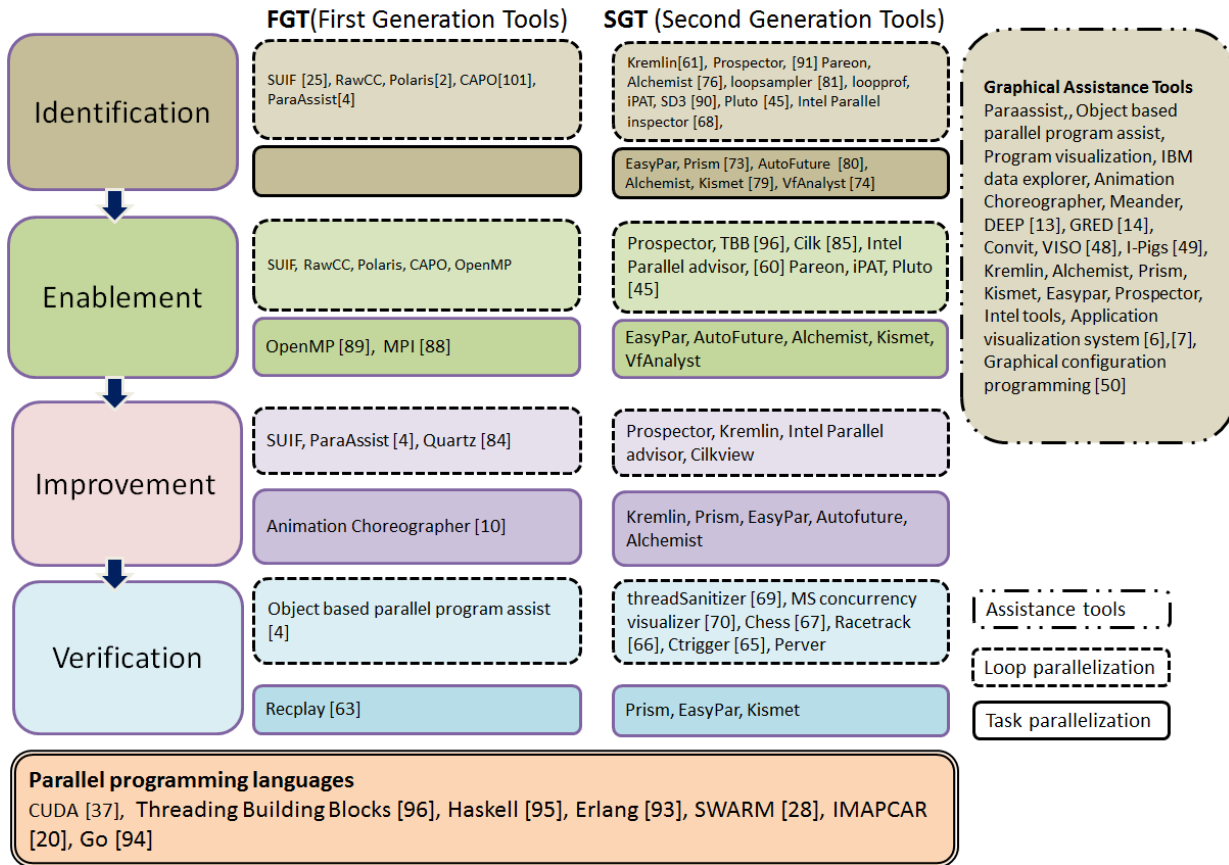 FGT(First Generation Tools)
SGT (Second Generation Tools)
Identification
SUIF [25], RawCC, Polaris[2], CAPO[101],
ParaAssist[4]
Kremlin[61], Prospector, [91] Pareon,
Alchemist [76], loopsampler [81], loopprof,
iPAT, SD3 [90], Pluto [45], Intel Parallel
inspector [68],
EasyPar, Prism [73], AutoFuture [80],
Alchemist, Kismet [79], VfAnalyst [74]
Enablement
SUIF, RawCC, Polaris, CAPO, OpenMP
Prospector, TBB [96], Cilk [85], Intel
Parallel advisor, [60] Pareon, iPAT, Pluto
[45]
OpenMP [89], MPI [88]
EasyPar, AutoFuture, Alchemist, Kismet,
VfAnalyst
Improvement
SUIF, ParaAssist [4], Quartz [84]
Prospector, Kremlin, Intel Parallel
advisor, Cilkview
Animation Choreographer [10]
Kremlin, Prism, EasyPar, Autofuture,
Alchemist
Verification
Object based parallel program assist
[4]
threadSanitizer [69], MS concurrency
visualizer [70], Chess [67], Racetrack
[66], Ctrigger [65], Perver
Recplay [63]
Prism, EasyPar, Kismet
Graphical Assistance Tools
Paraassist,, Object based
parallel program assist,
Program visualization, IBM
data explorer, Animation
Choreographer, Meander,
DEEP [13], GRED [14],
Convit, VISO [48], I-Pigs [49],
Kremlin, Alchemist, Prism,
Kismet, Easypar, Prospector,
Intel tools, Application
visualization system [6],[7],
Graphical configuration
programming [50]
Assistance tools
Loop parallelization
Task parallelization
Parallel programming languages
CUDA [37], Threading Building Blocks [96], Haskell [95], Erlang [93], SWARM [28], IMAPCAR
[20], Go [94]